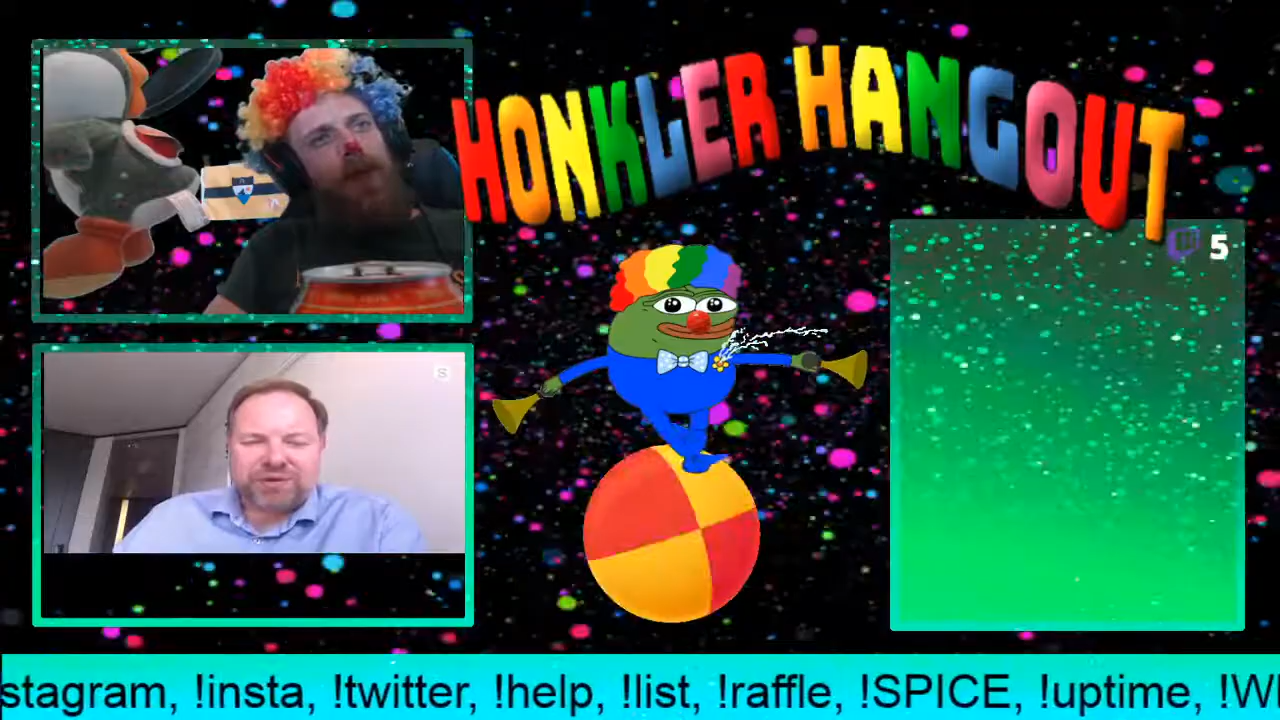 HONKLER HANGOUT
5
S
stagram, !insta, !twitter, !help, !list, !raffle, !SPICE, !uptime, !W